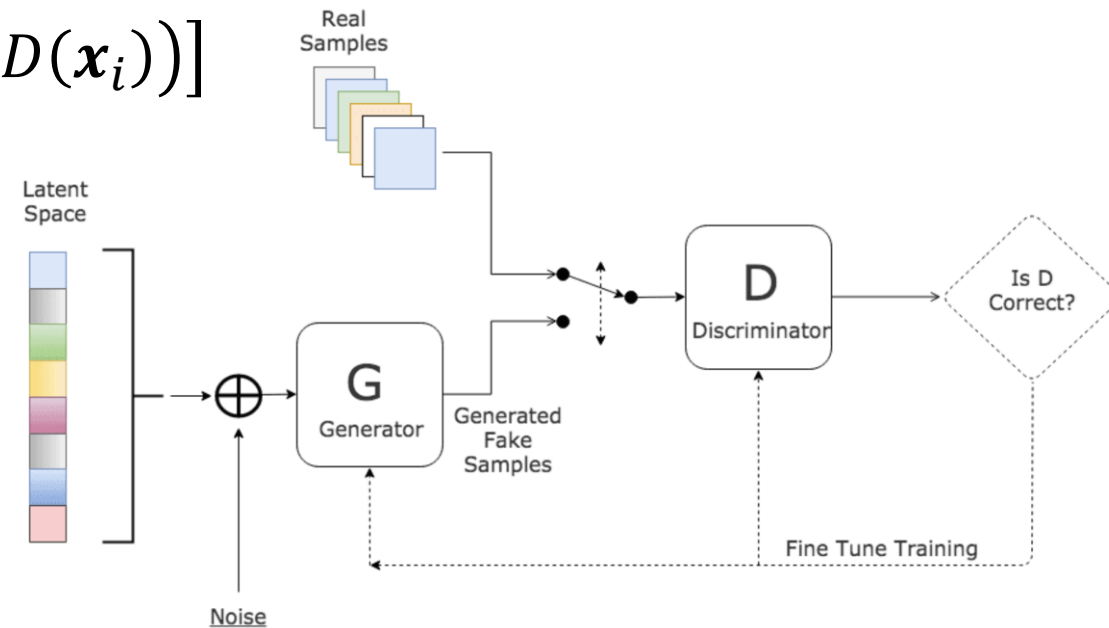 D(𝒙ᵢ))]
Real
Samples
Latent
Space
D
Discriminator
Is D
Correct?
G
Generator
Generated
Fake
Samples
Fine Tune Training
Noise